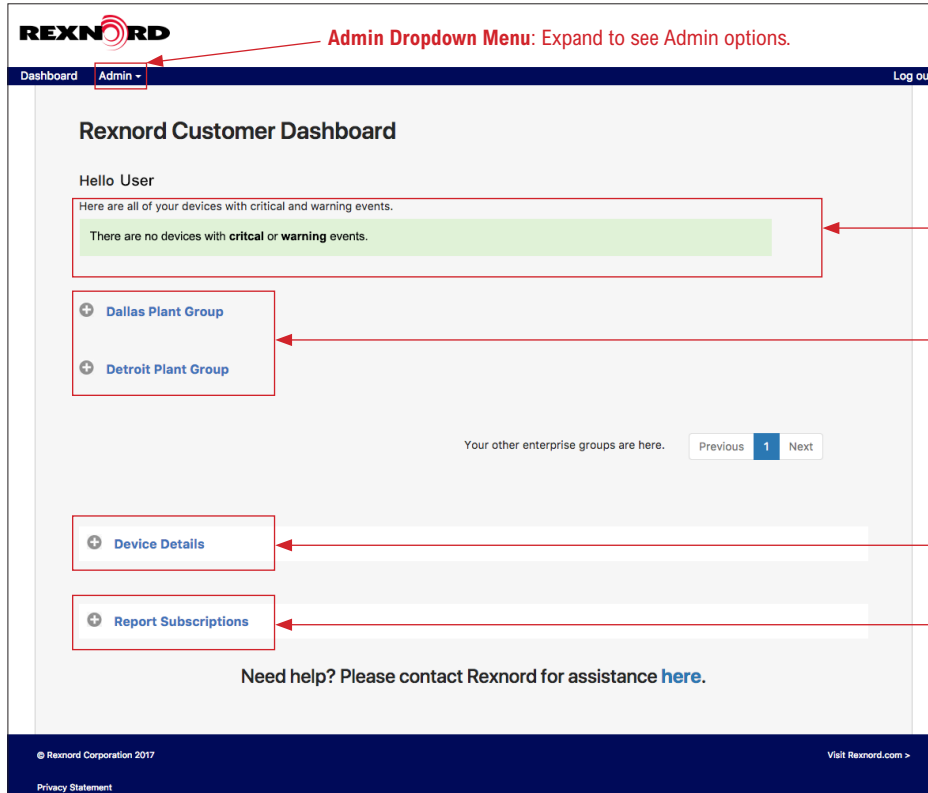 REXNORD
Admin Dropdown Menu: Expand to see Admin options.
Dashboard Admin Log ou
Rexnord Customer Dashboard
Hello User
Here are all of your devices with critical and warning events.
There are no devices with critcal or warning events.
Dallas Plant Group
Detroit Plant Group
Your other enterprise groups are here. Previous 1 Next
Device Details
Report Subscriptions
Need help? Please contact Rexnord for assistance here.
© Rexnord Corporation 2017 Visit Rexnord.com >
Privacy Statement